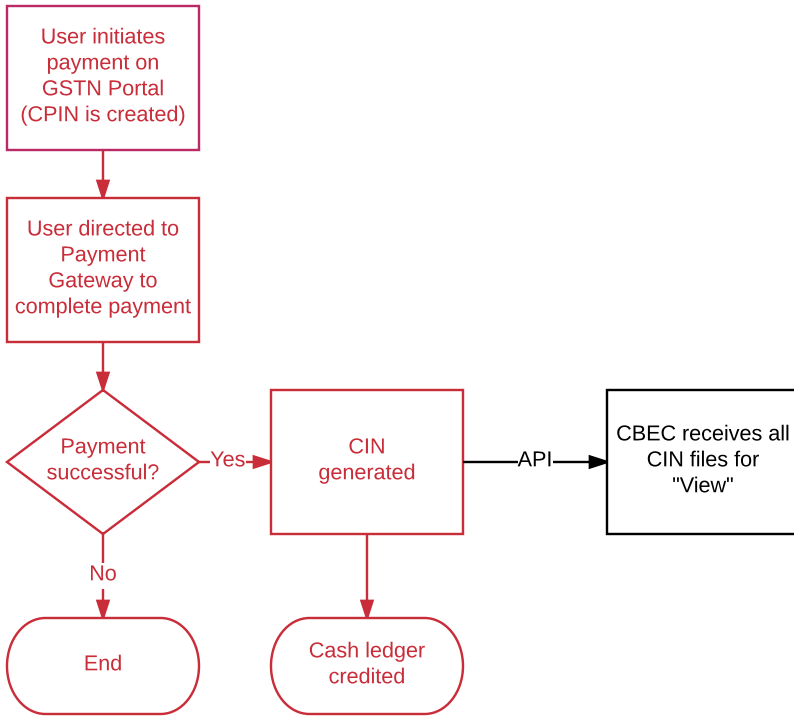 User initiates
payment on
GSTN Portal
(CPIN is created)
User directed to
Payment
Gateway to
complete payment
Payment
successful?
Yes
CIN
generated
API
CBEC receives all
CIN files for
"View"
No
End
Cash ledger
credited